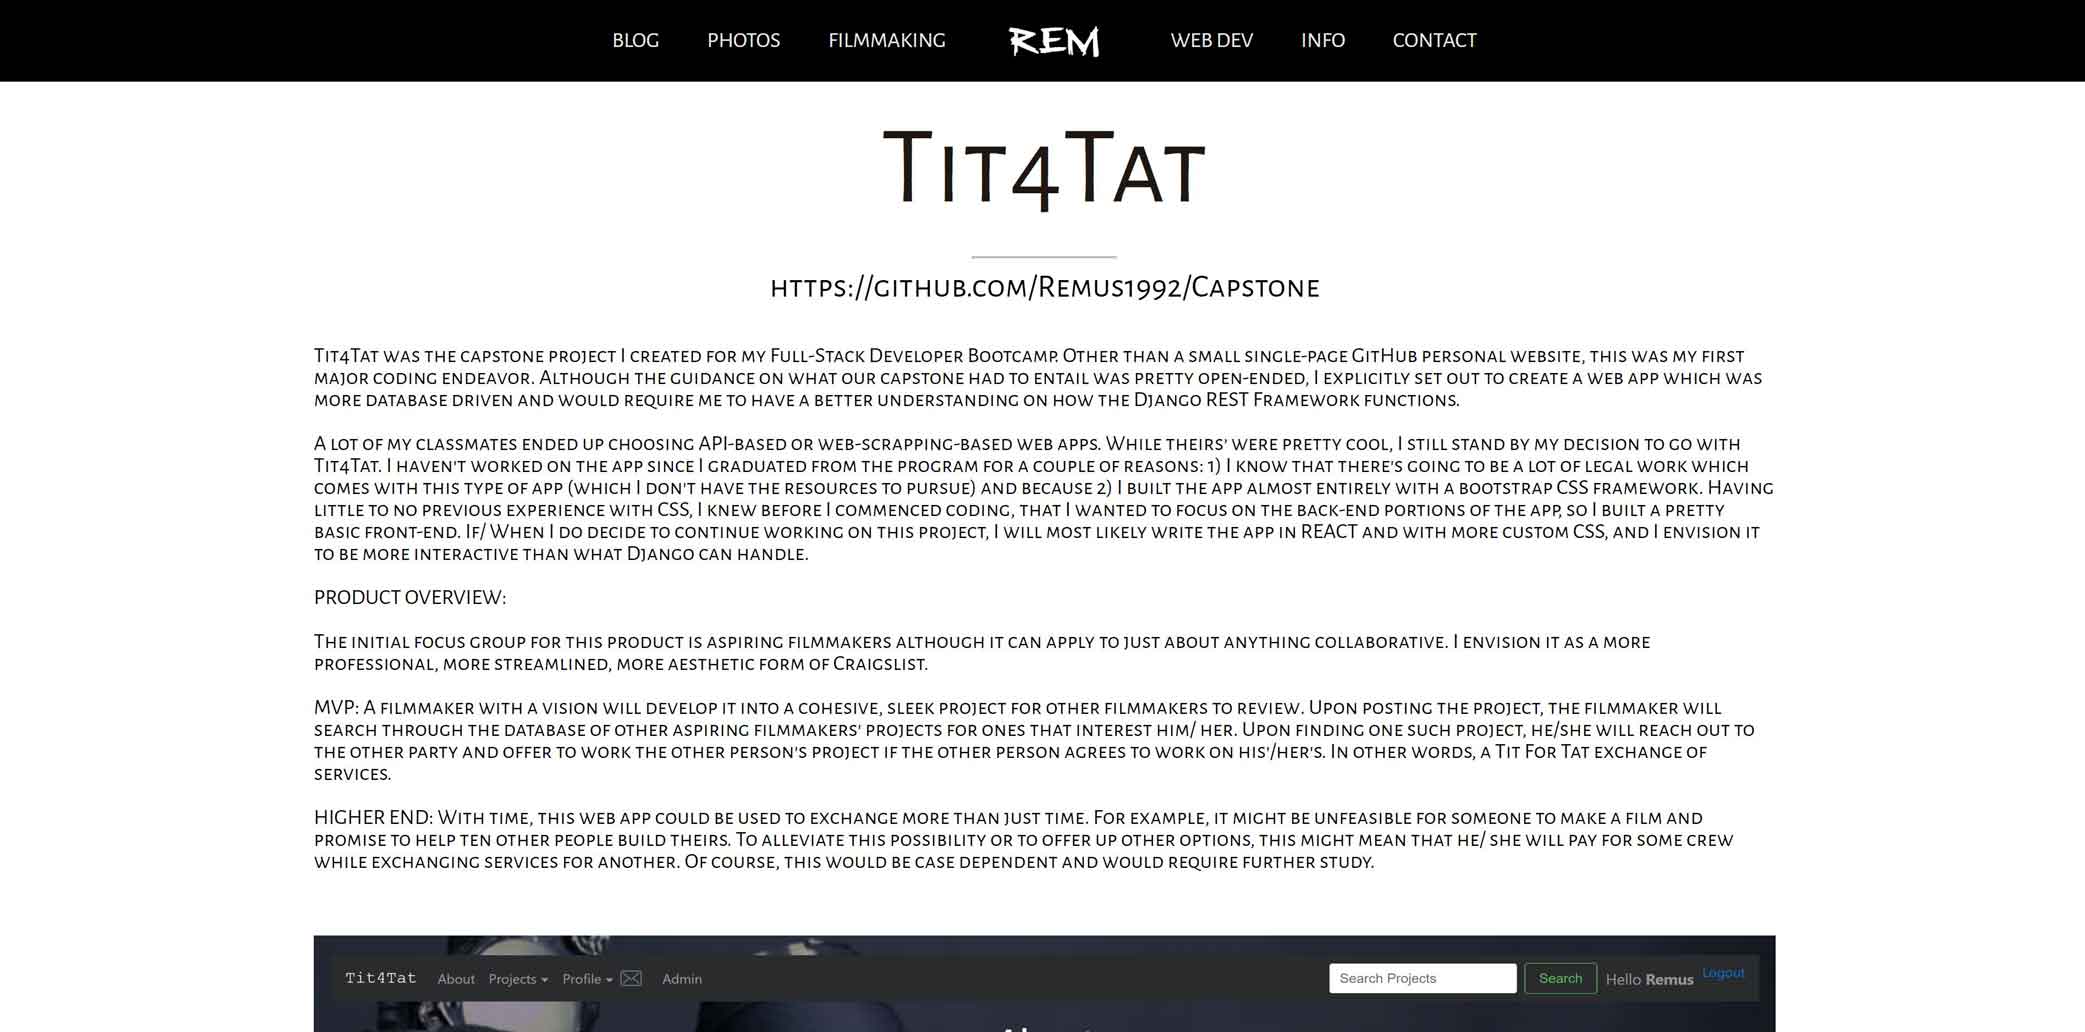 BLOG PHOTOS FILMMAKING REM WEB DEV INFO CONTACT
Tit4Tat
https://github.com/Remus1992/Capstone
Tit4Tat was the capstone project I created for my Full-Stack Developer Bootcamp. Other than a small single-page GitHub personal website, this was my first
major coding endeavor. Although the guidance on what our capstone had to entail was pretty open-ended, I explicitly set out to create a web app which was
more database driven and would require me to have a better understanding on how the Django REST Framework functions.
A lot of my classmates ended up choosing API-based or web-scrapping-based web apps. While theirs' were pretty cool, I still stand by my decision to go with
Tit4Tat. I haven't worked on the app since I graduated from the program for a couple of reasons: 1) I know that there's going to be a lot of legal work which
comes with this type of app (which I don't have the resources to pursue) and because 2) I built the app almost entirely with a bootstrap CSS framework. Having
little to no previous experience with CSS, I knew before I commenced coding, that I wanted to focus on the back-end portions of the app, so I built a pretty
basic front-end. If/ When I do decide to continue working on this project, I will most likely write the app in REACT and with more custom CSS, and I envision it
to be more interactive than what Django can handle.
PRODUCT OVERVIEW:
The initial focus group for this product is aspiring filmmakers although it can apply to just about anything collaborative. I envision it as a more
professional, more streamlined, more aesthetic form of Craigslist.
MVP: A filmmaker with a vision will develop it into a cohesive, sleek project for other filmmakers to review. Upon posting the project, the filmmaker will
search through the database of other aspiring filmmakers' projects for ones that interest him/ her. Upon finding one such project, he/she will reach out to
the other party and offer to work the other person's project if the other person agrees to work on his'/her's. In other words, a Tit For Tat exchange of
services.
HIGHER END: With time, this web app could be used to exchange more than just time. For example, it might be unfeasible for someone to make a film and
promise to help ten other people build theirs. To alleviate this possibility or to offer up other options, this might mean that he/ she will pay for some crew
while exchanging services for another. Of course, this would be case dependent and would require further study.
Tit4Tat About Projects Profile Admin Search Projects Search Hello Remus Logout